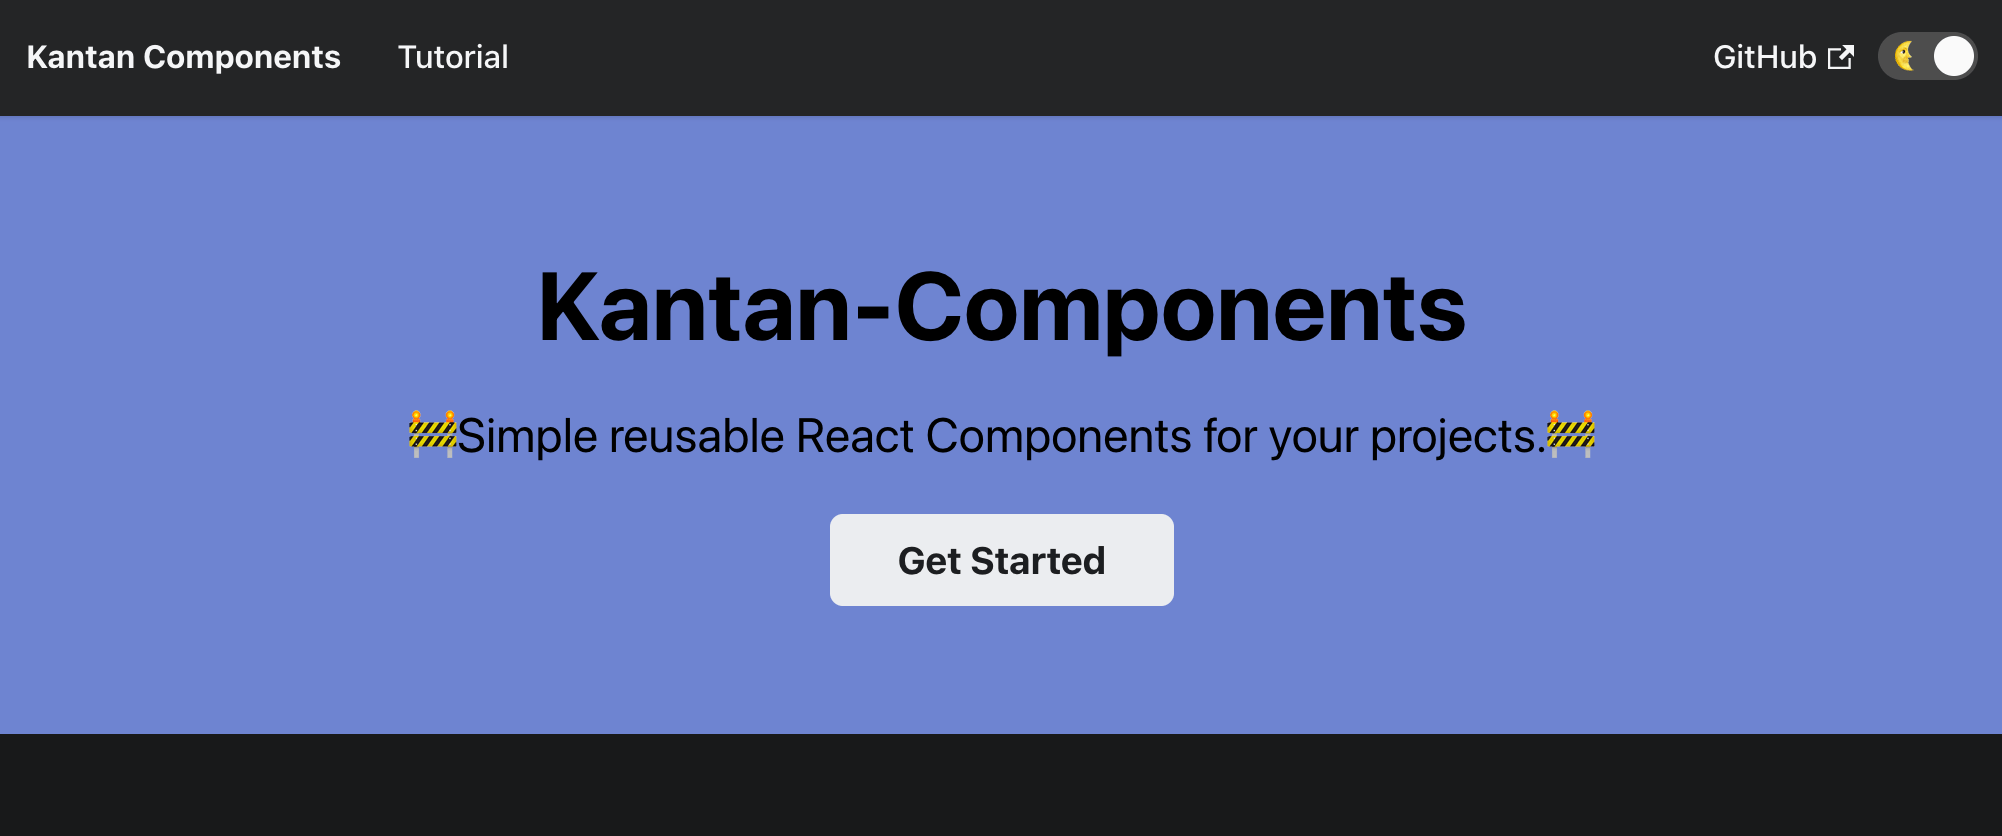 Kantan Components
Tutorial
GitHub
Kantan-Components
🚧Simple reusable React Components for your projects.🚧
Get Started